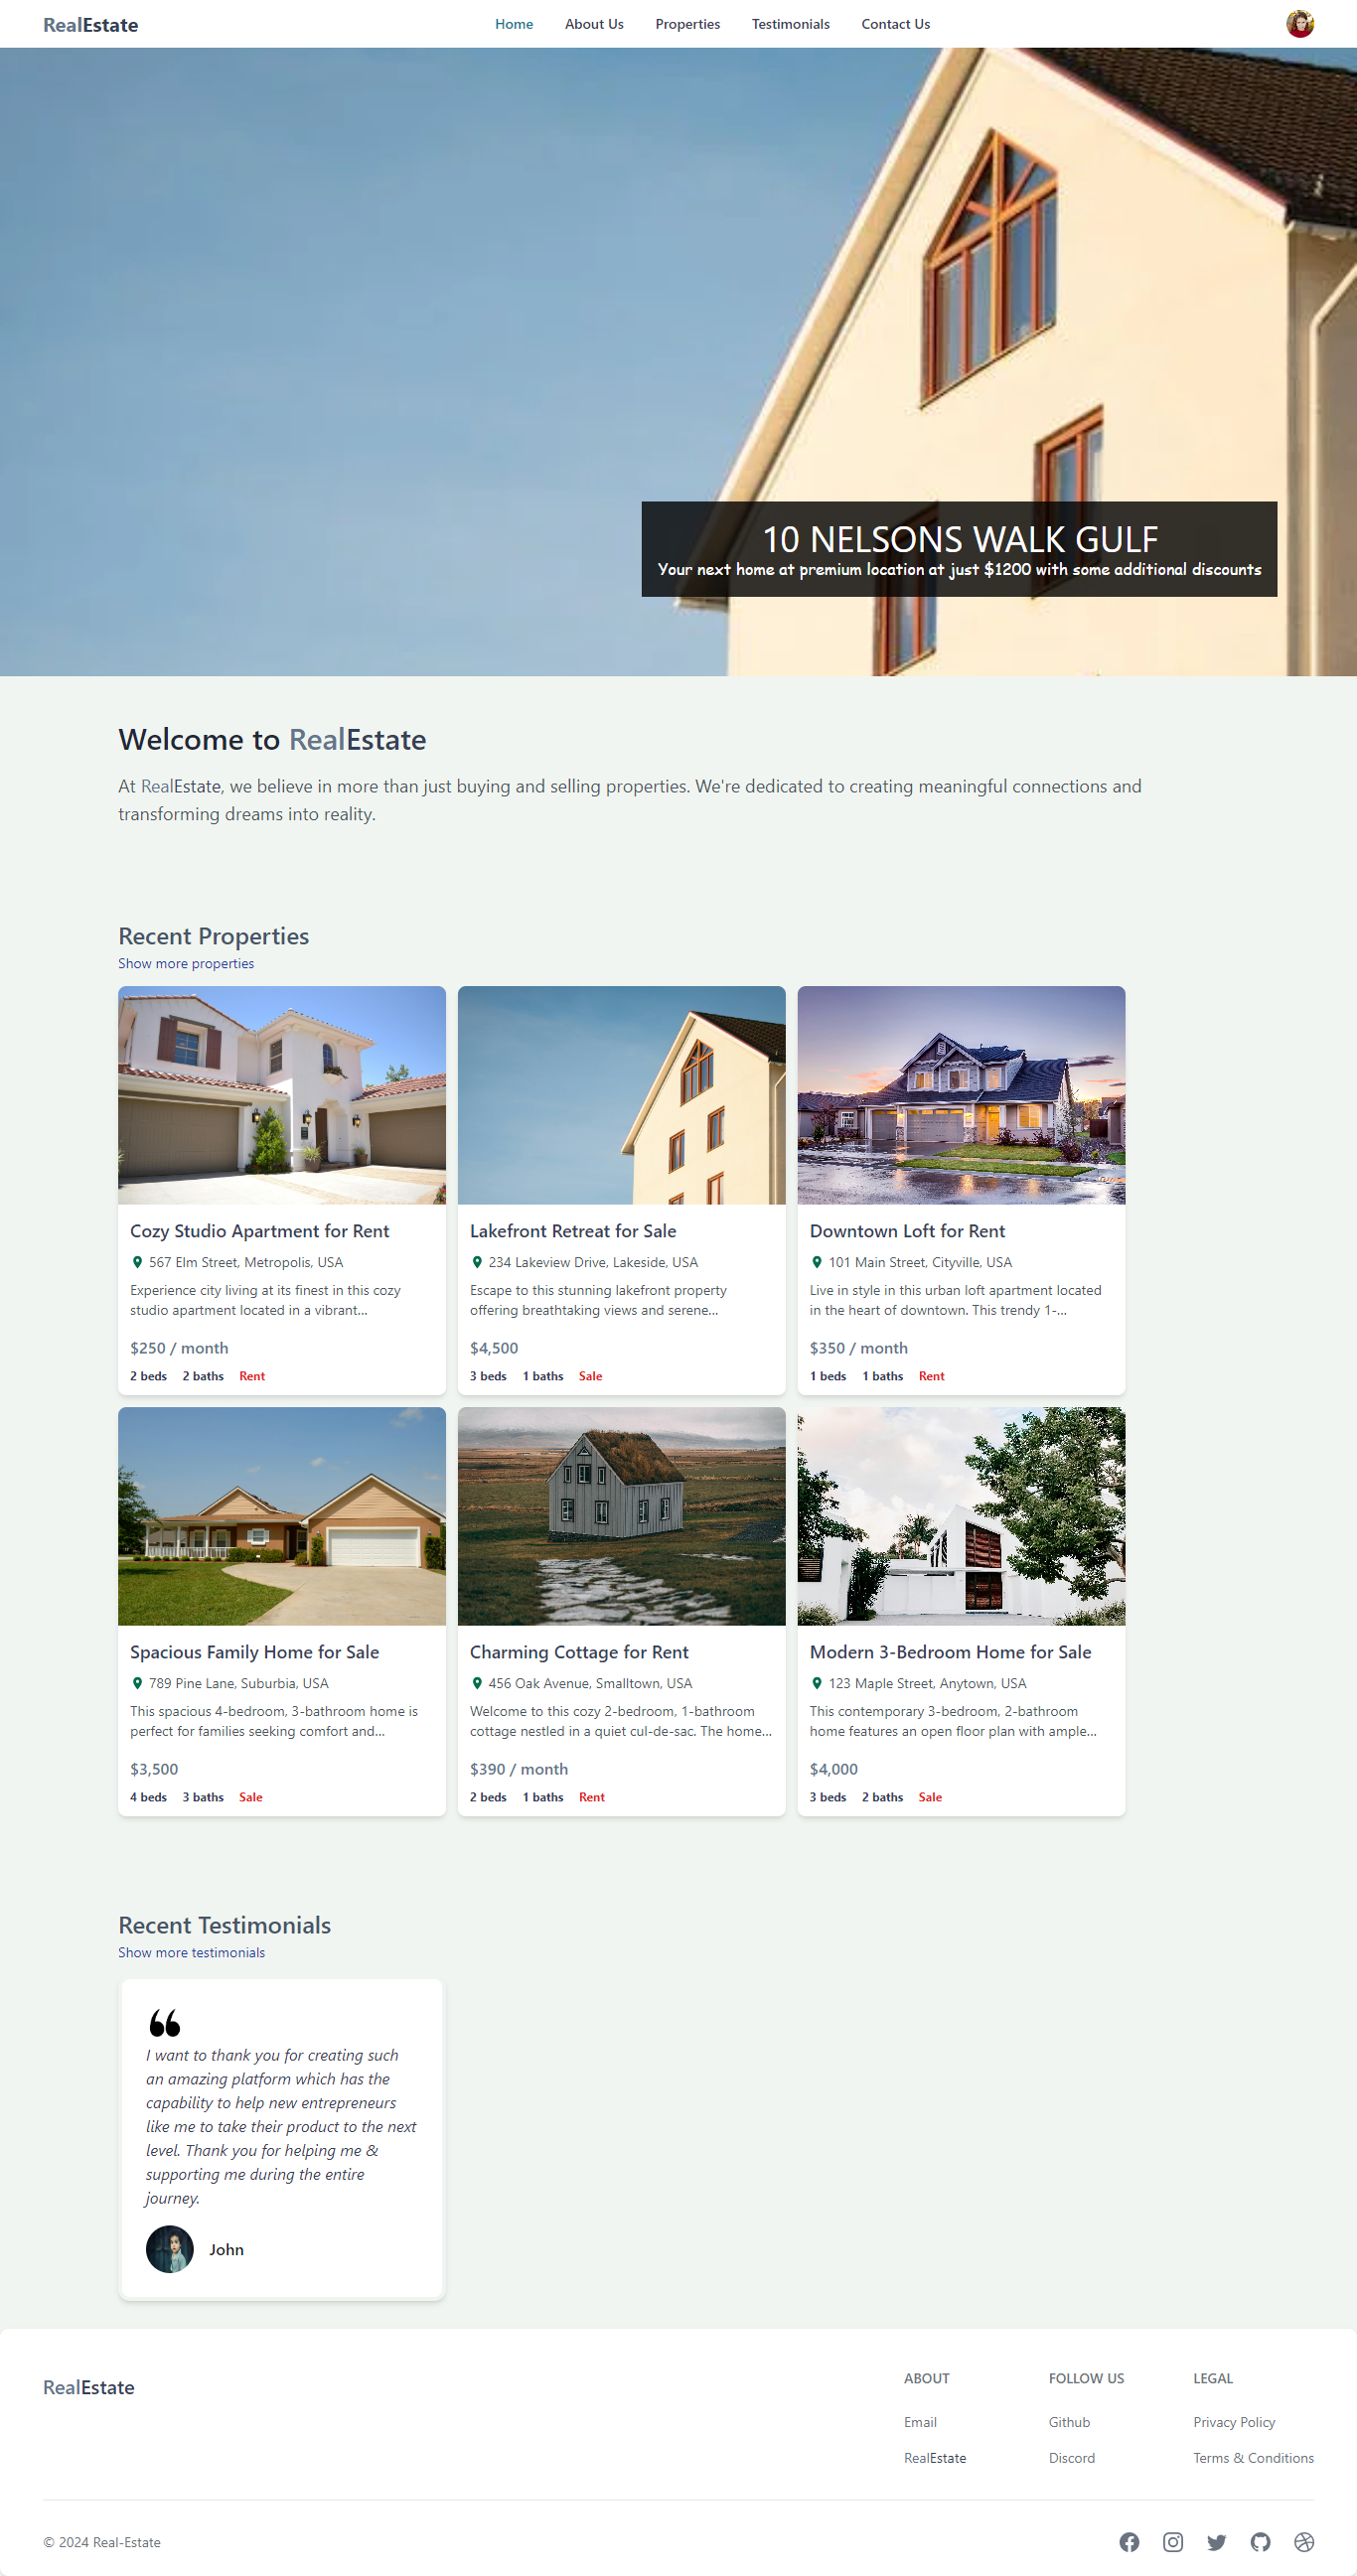 RealEstate
Home About Us Properties Testimonials Contact Us
10 NELSONS WALK GULF
Your next home at premium location at just $1200 with some additional discounts
Welcome to RealEstate
At RealEstate, we believe in more than just buying and selling properties. We're dedicated to creating meaningful connections and
transforming dreams into reality.
Recent Properties
Show more properties
Cozy Studio Apartment for Rent
567 Elm Street, Metropolis, USA
Experience city living at its finest in this cozy
studio apartment located in a vibrant...
$250 / month
2 beds 2 baths Rent
Lakefront Retreat for Sale
234 Lakeview Drive, Lakeside, USA
Escape to this stunning lakefront property
offering breathtaking views and serene...
$4,500
3 beds 1 baths Sale
Downtown Loft for Rent
101 Main Street, Cityville, USA
Live in style in this urban loft apartment located
in the heart of downtown. This trendy 1-...
$350 / month
1 beds 1 baths Rent
Spacious Family Home for Sale
789 Pine Lane, Suburbia, USA
This spacious 4-bedroom, 3-bathroom home is
perfect for families seeking comfort and...
$3,500
4 beds 3 baths Sale
Charming Cottage for Rent
456 Oak Avenue, Smalltown, USA
Welcome to this cozy 2-bedroom, 1-bathroom
cottage nestled in a quiet cul-de-sac. The home...
$390 / month
2 beds 1 baths Rent
Modern 3-Bedroom Home for Sale
123 Maple Street, Anytown, USA
This contemporary 3-bedroom, 2-bathroom
home features an open floor plan with ample...
$4,000
3 beds 2 baths Sale
Recent Testimonials
Show more testimonials
I want to thank you for creating such
an amazing platform which has the
capability to help new entrepreneurs
like me to take their product to the next
level. Thank you for helping me &
supporting me during the entire
journey.
John
RealEstate
ABOUT
Email
RealEstate
FOLLOW US
Github
Discord
LEGAL
Privacy Policy
Terms & Conditions
© 2024 Real-Estate